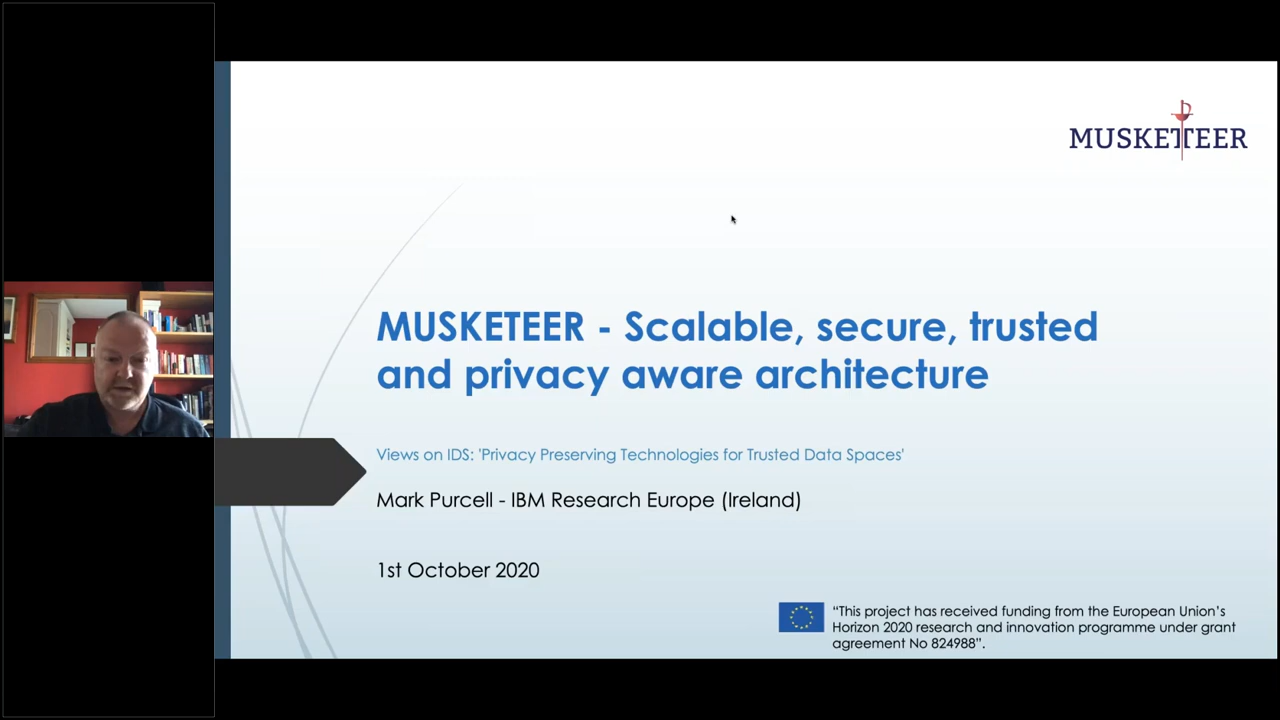 MUSKETEER
MUSKETEER - Scalable, secure, trusted
and privacy aware architecture
Views on IDS: 'Privacy Preserving Technologies for Trusted Data Spaces'
Mark Purcell - IBM Research Europe (Ireland)
1st October 2020
“This project has received funding from the European Union’s
Horizon 2020 research and innovation programme under grant
agreement No 824988”.